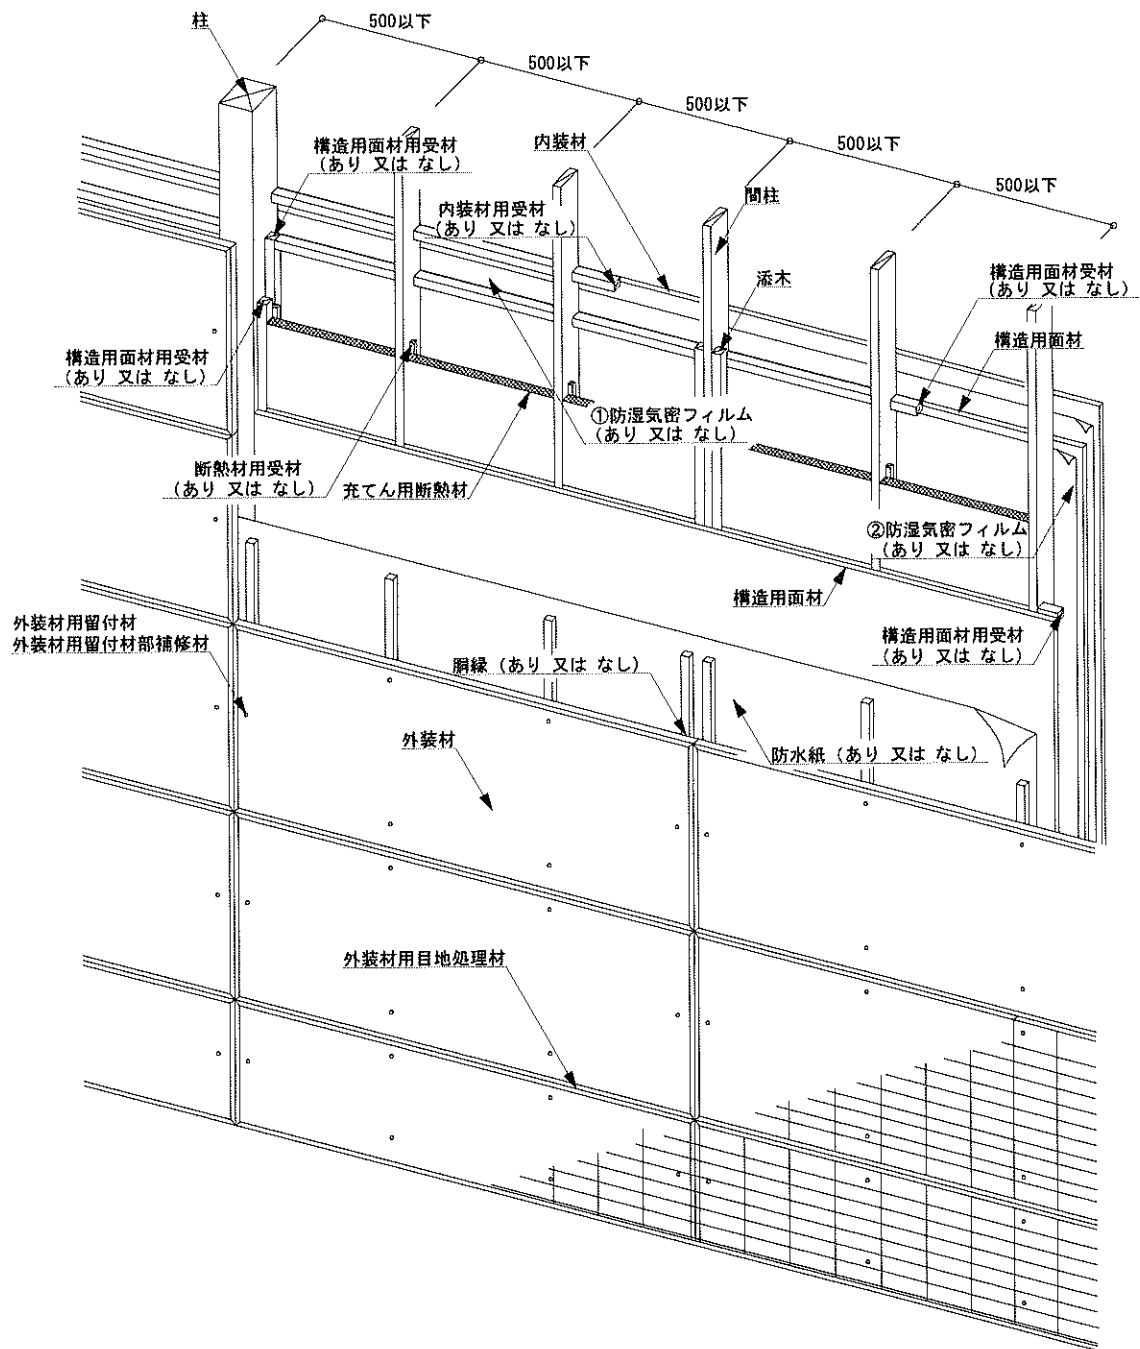 柱
500以下
500以下
500以下
500以下
500以下
構造用面材用受材
(あり 又は なし)
内装材
間柱
内装材用受材
(あり 又は なし)
添木
構造用面材受材
(あり 又は なし)
構造用面材
構造用面材用受材
(あり 又は なし)
①防湿気密フィルム
(あり 又は なし)
断熱材用受材
(あり 又は なし)
充てん用断熱材
②防湿気密フィルム
(あり 又は なし)
構造用面材
外装材用留付材
外装材用留付材部補修材
構造用面材用受材
(あり 又は なし)
胴縁 (あり 又は なし)
外装材
防水紙 (あり 又は なし)
外装材用目地処理材